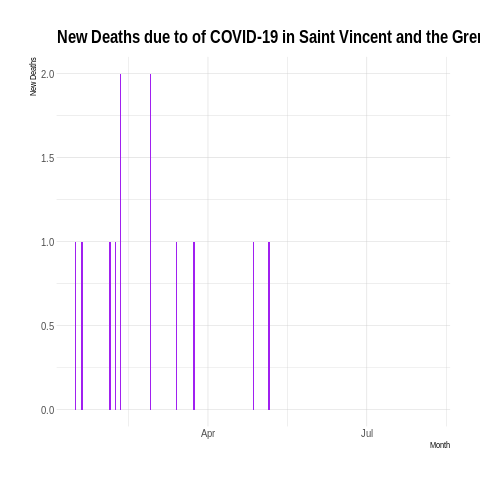 New Deaths due to of COVID-19 in Saint Vincent and the Gren
New Deaths
2.0
1.5
1.0
0.5
0.0
Apr
Jul
Month